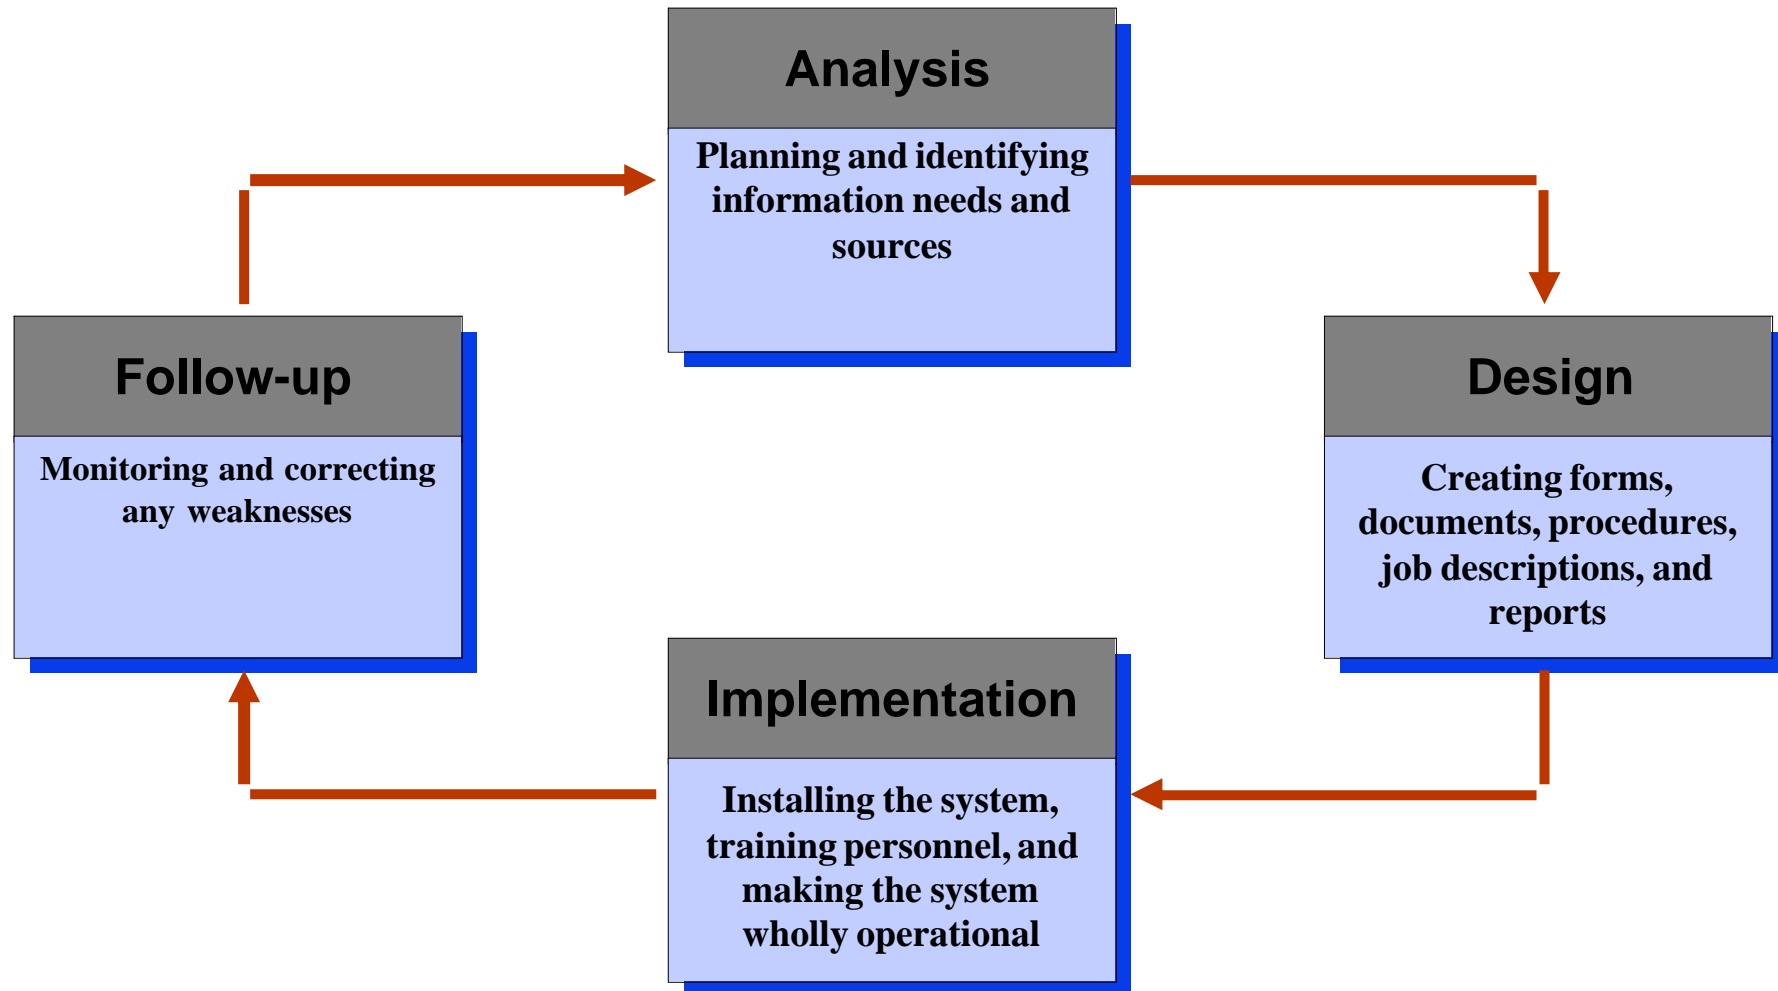 Analysis
Planning and identifying
information needs and
sources
Follow-up
Monitoring and correcting
any weaknesses
Design
Creating forms,
documents, procedures,
job descriptions, and
reports
Implementation
Installing the system,
training personnel, and
making the system
wholly operational